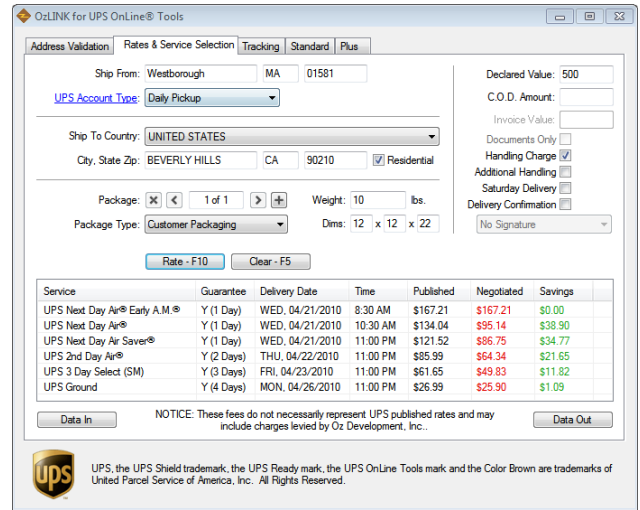 OzLINK for UPS OnLine® Tools
Address Validation Rates & Service Selection Tracking Standard Plus
Ship From: Westborough MA 01581 Declared Value: 500
UPS Account Type: Daily Pickup C.O.D. Amount:
Invoice Value:
Ship To Country: UNITED STATES Documents Only
City, State Zip: BEVERLY HILLS CA 90210 Residential Handling Charge
Additional Handling
Saturday Delivery
Package: 1 of 1 Weight: 10 lbs. Delivery Confirmation
Package Type: Customer Packaging Dims: 12 x 12 x 22 No Signature
Rate - F10 Clear - F5
Service Guarantee Delivery Date Time Published Negotiated Savings
UPS Next Day Air® Early A.M.® Y (1 Day) WED, 04/21/2010 8:30 AM $167.21 $167.21 $0.00
UPS Next Day Air® Y (1 Day) WED, 04/21/2010 10:30 AM $134.04 $95.14 $38.90
UPS Next Day Air Saver® Y (1 Day) WED, 04/21/2010 11:00 PM $121.52 $86.75 $34.77
UPS 2nd Day Air® Y (2 Days) THU, 04/22/2010 11:00 PM $85.99 $64.34 $21.65
UPS 3 Day Select (SM) Y (3 Days) FRI, 04/23/2010 11:00 PM $61.65 $49.83 $11.82
UPS Ground Y (4 Days) MON, 04/26/2010 11:00 PM $26.99 $25.90 $1.09
Data In NOTICE: These fees do not necessarily represent UPS published rates and may Data Out
include charges levied by Oz Development, Inc..
ups UPS, the UPS Shield trademark, the UPS Ready mark, the UPS OnLine Tools mark and the Color Brown are trademarks of
United Parcel Service of America, Inc. All Rights Reserved.